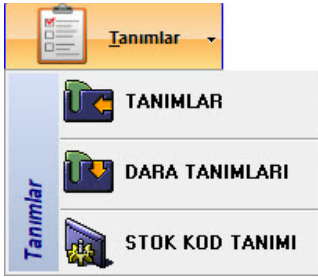 Tanımlar
TANIMLAR
DARA TANIMLARI
STOK KOD TANIMI
Tanımlar